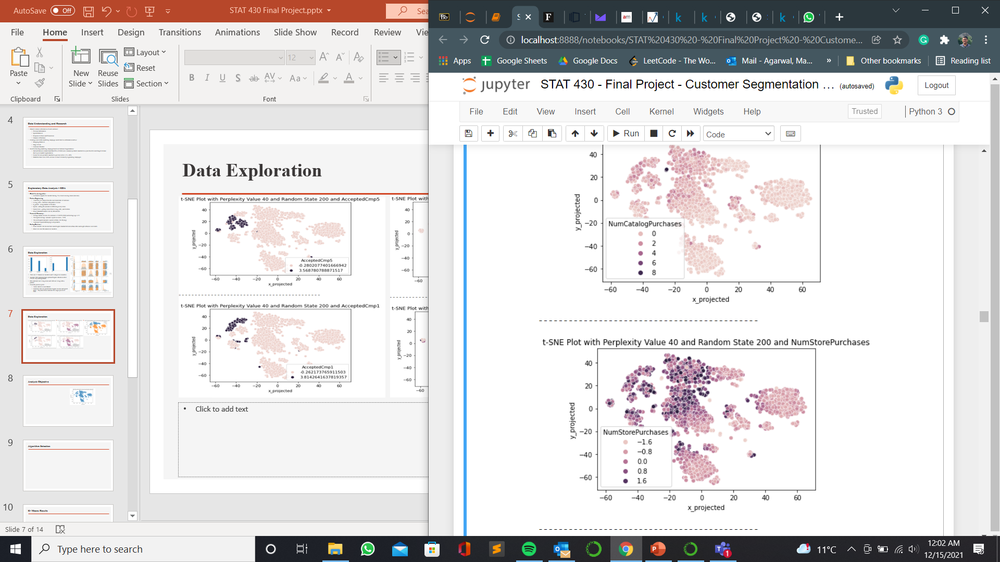 AutoSave Off
STAT 430 Final Project.pptx
Sea
File Home Insert Design Transitions Animations Slide Show Record Review Vie
Paste
New Slide
Reuse Slides
Layout
Reset
Section
12
B I U S ab AV Aa A
Clipboard
Slides
Font
4
Data Understanding and Research
5
Exploratory Data Analysis – EDA
6
Data Exploration
7
Data Exploration
8
Analysis Objective
9
Algorithm Selection
10
K- Means Results
Data Exploration
t-SNE Plot with Perplexity Value 40 and Random State 200 and AcceptedCmp5
40
20
0
−20
−40
−60
y_projected
AcceptedCmp5
-0.2802077401666942
3.568780788871517
−60 −40 −20 0 20 40 60
x_projected
t-SNE Plot with
40
20
0
−20
−40
−60
y_projected
−60
t-SNE Plot with Perplexity Value 40 and Random State 200 and AcceptedCmp1
40
20
0
−20
−40
−60
y_projected
AcceptedCmp1
-0.262173765911503
3.8142641637819357
−60 −40 −20 0 20 40 60
x_projected
t-SNE Plot with
40
20
0
−20
−40
−60
y_projected
−60
• Click to add text
Slide 7 of 14
Bb
S
F
am
k
k
k
localhost:8888/notebooks/STAT%20430%20-%20Final%20Project%20-%20Custome...
Apps Google Sheets Google Docs LeetCode - The Wo... Mail - Agarwal, Ma... » Other bookmarks Reading list
jupyter STAT 430 - Final Project - Customer Segmentation ... (autosaved) Logout
File Edit View Insert Cell Kernel Widgets Help Trusted Python 3
Run Code
40
20
0
−20
−40
−60
y_projected
NumCatalogPurchases
0
2
4
6
8
−60 −40 −20 0 20 40 60
x_projected
t-SNE Plot with Perplexity Value 40 and Random State 200 and NumStorePurchases
40
20
0
−20
−40
−60
y_projected
NumStorePurchases
−1.6
−0.8
0.0
0.8
1.6
−60 −40 −20 0 20 40 60
x_projected
Type here to search
11°C
12:02 AM
12/15/2021
1